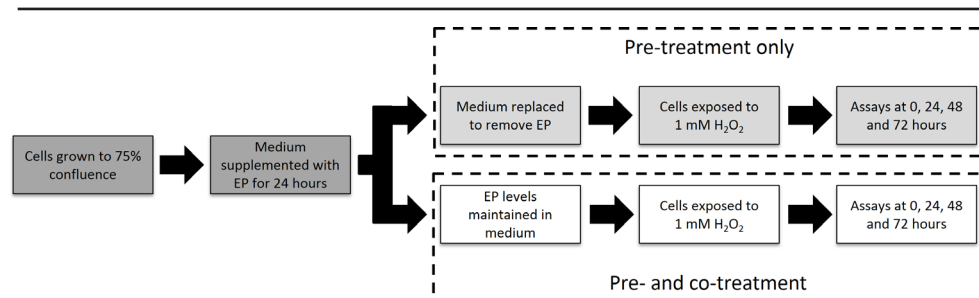 Pre-treatment only
Cells grown to 75%
confluence
Medium
supplemented with
EP for 24 hours
Medium replaced
to remove EP
Cells exposed to
1 mM H₂O₂
Assays at 0, 24, 48
and 72 hours
EP levels
maintained in
medium
Cells exposed to
1 mM H₂O₂
Assays at 0, 24, 48
and 72 hours
Pre- and co-treatment